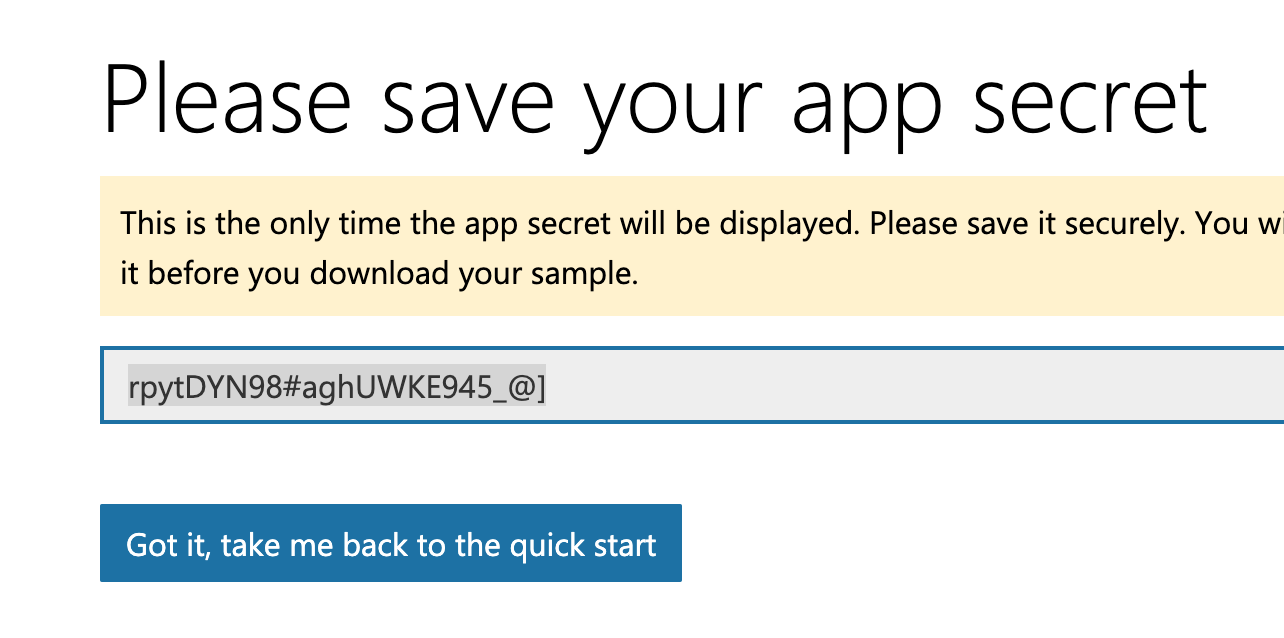 Please save your app secret
This is the only time the app secret will be displayed. Please save it securely. You
it before you download your sample.
rpytDYN98#aghUWKE945_@]
Got it, take me back to the quick start